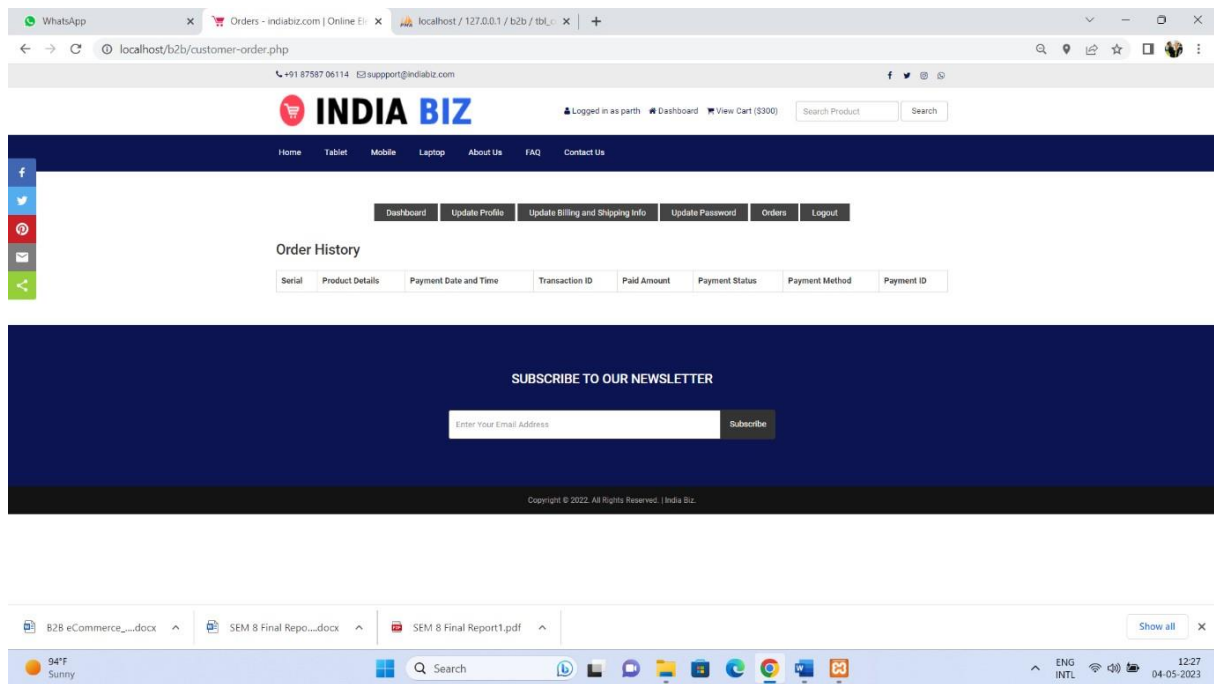 WhatsApp
Orders - indiabiz.com | Online Ele
localhost / 127.0.0.1 / b2b / tbl_c
localhost/b2b/customer-order.php
+91 87587 06114 suppport@indiabiz.com
INDIA BIZ
Logged in as parth Dashboard View Cart ($300) Search Product Search
Home Tablet Mobile Laptop About Us FAQ Contact Us
Dashboard Update Profile Update Billing and Shipping Info Update Password Orders Logout
Order History
Serial Product Details Payment Date and Time Transaction ID Paid Amount Payment Status Payment Method Payment ID
SUBSCRIBE TO OUR NEWSLETTER
Enter Your Email Address Subscribe
Copyright © 2022. All Rights Reserved. | India Biz.
B2B eCommerce_....docx SEM 8 Final Repo....docx SEM 8 Final Report1.pdf Show all
94°F
Sunny
Search
ENG
INTL
12:27
04-05-2023